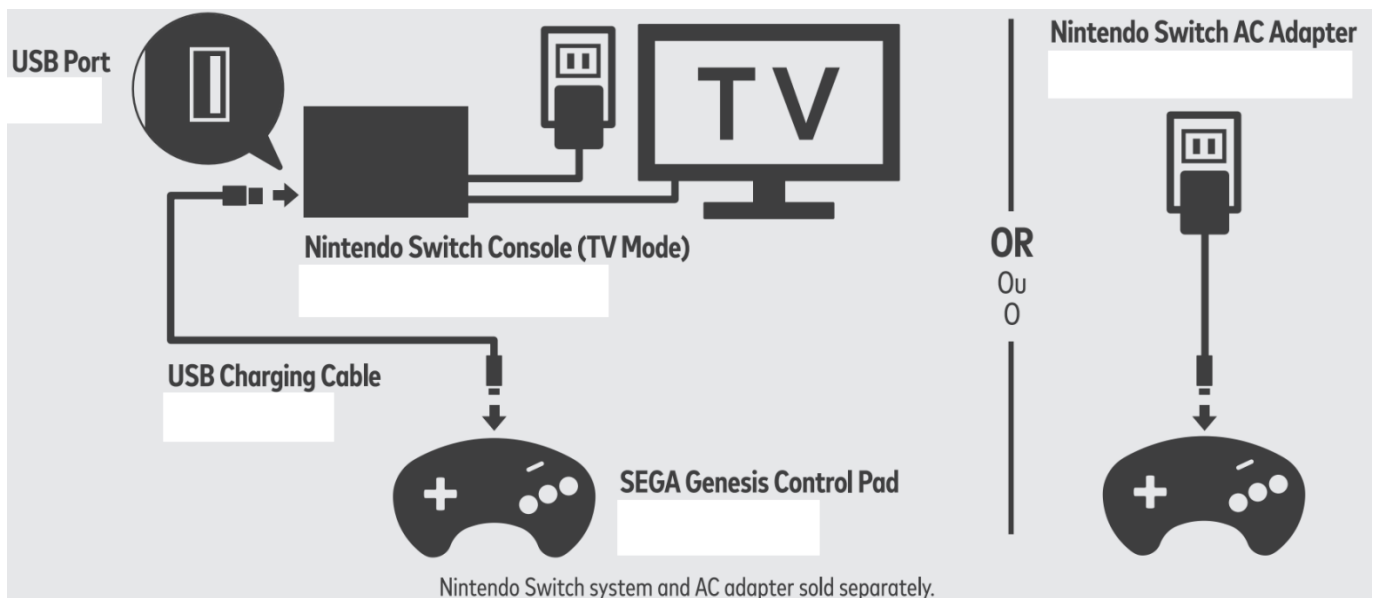 USB Port
TV
Nintendo Switch Console (TV Mode)
USB Charging Cable
SEGA Genesis Control Pad
OR
Ou
O
Nintendo Switch AC Adapter
Nintendo Switch system and AC adapter sold separately.